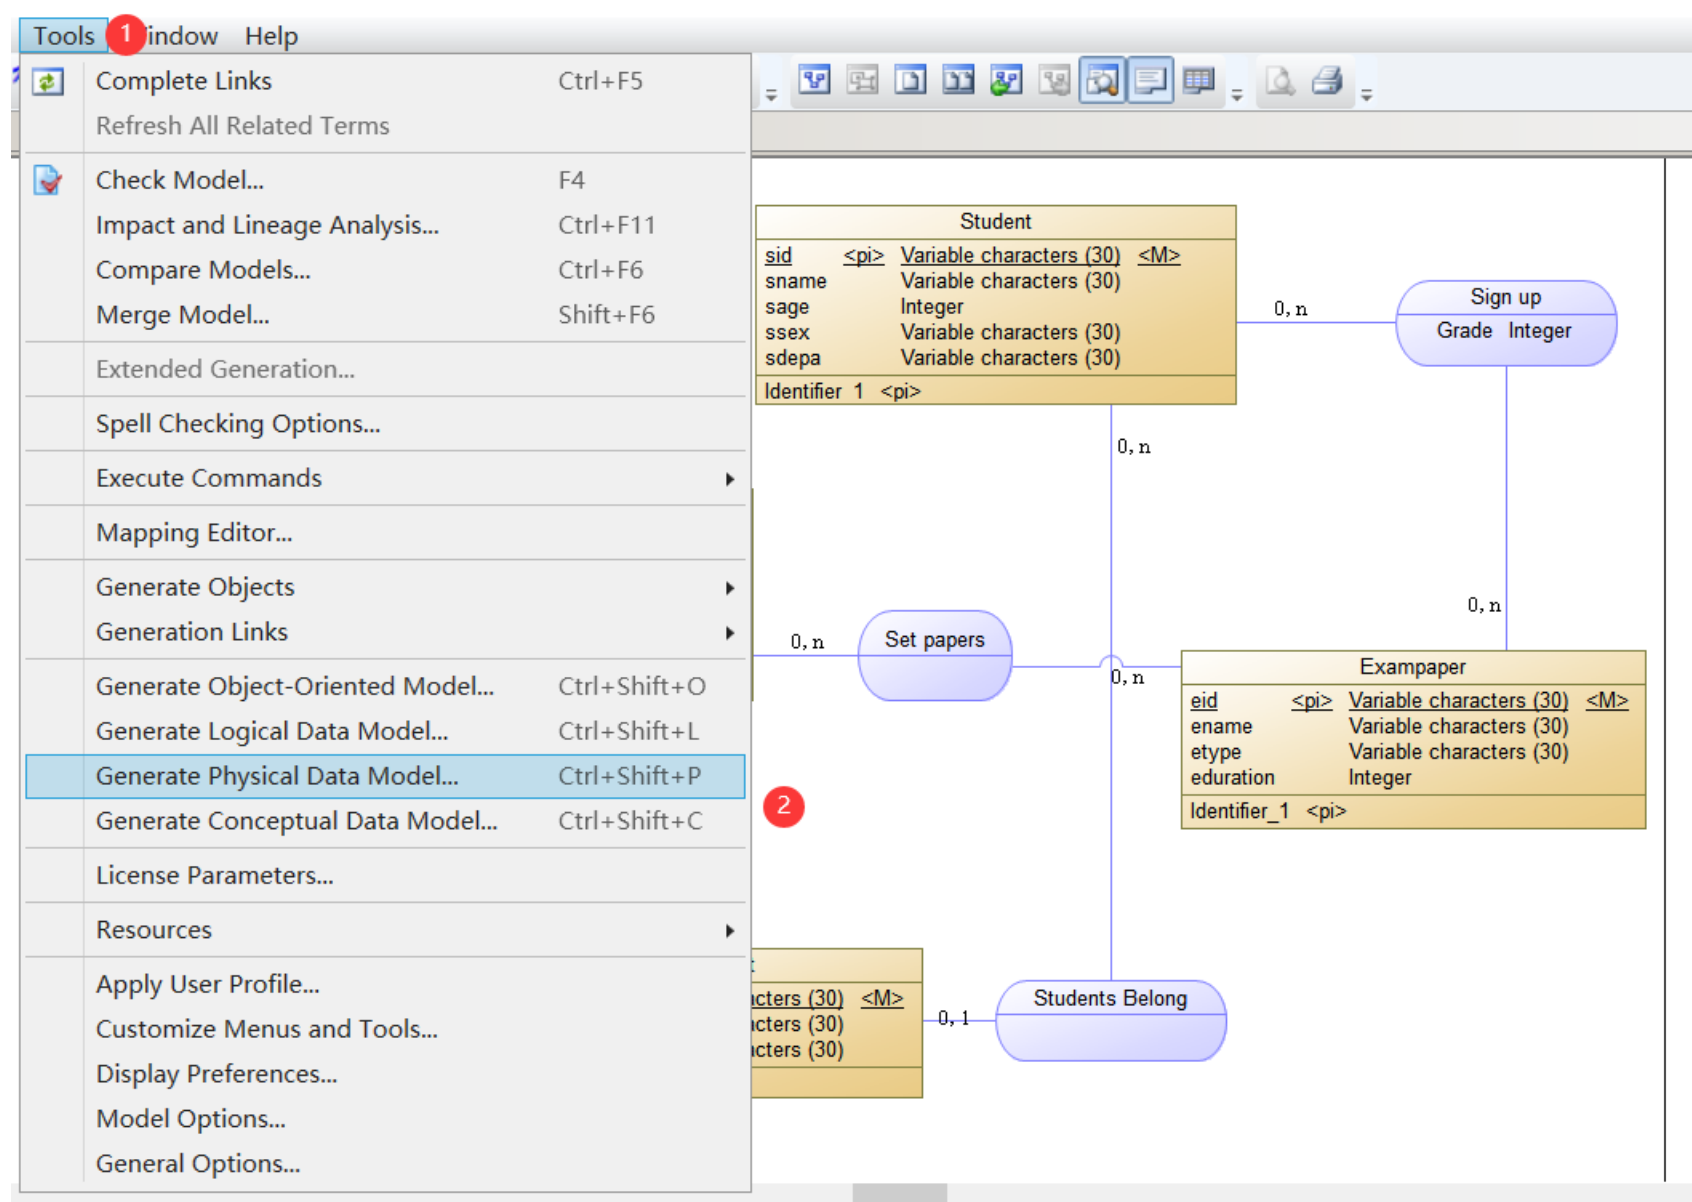 Tools 1 indow Help
Complete Links Ctrl+F5
Refresh All Related Terms
Check Model... F4
Impact and Lineage Analysis... Ctrl+F11
Compare Models... Ctrl+F6
Merge Model... Shift+F6
Extended Generation...
Spell Checking Options...
Execute Commands
Mapping Editor...
Generate Objects
Generation Links
Generate Object-Oriented Model... Ctrl+Shift+O
Generate Logical Data Model... Ctrl+Shift+L
Generate Physical Data Model... Ctrl+Shift+P
2
Generate Conceptual Data Model... Ctrl+Shift+C
License Parameters...
Resources
Apply User Profile...
Customize Menus and Tools...
Display Preferences...
Model Options...
General Options...
Student
sid <pi> Variable characters (30) <M>
sname Variable characters (30)
sage Integer
ssex Variable characters (30)
sdepa Variable characters (30)
Identifier 1 <pi>
0,n
Sign up
Grade Integer
0,n
0,n
0,n
Set papers
0,n
Exampaper
eid <pi> Variable characters (30) <M>
ename Variable characters (30)
etype Variable characters (30)
eduration Integer
Identifier_1 <pi>
t
acters (30) <M>
acters (30)
acters (30)
0,1
Students Belong